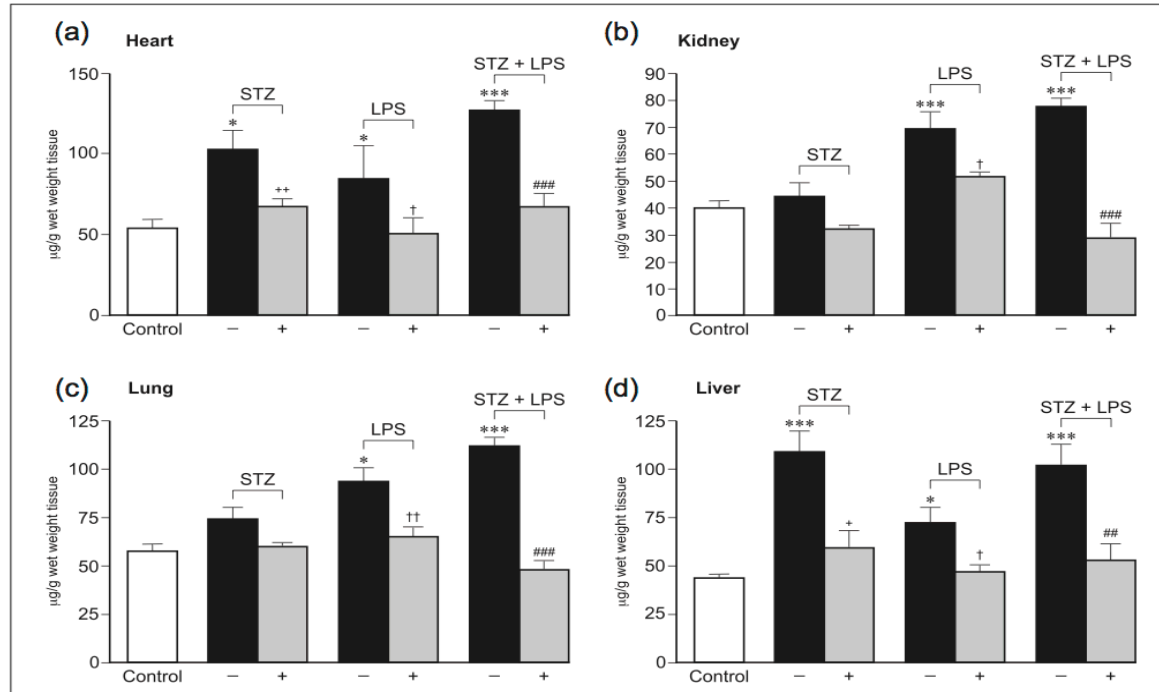 (a) Heart
µg/g wet weight tissue
150
100
50
0
STZ
LPS
STZ + LPS
*
++
*
†
***
###
Control – + – + – +
(b) Kidney
µg/g wet weight tissue
90
80
70
60
50
40
30
20
10
0
STZ
LPS
STZ + LPS
***
†
***
###
Control – + – + – +
(c) Lung
µg/g wet weight tissue
125
100
75
50
25
0
STZ
LPS
STZ + LPS
*
††
***
###
Control – + – + – +
(d) Liver
µg/g wet weight tissue
125
100
75
50
25
0
STZ
LPS
STZ + LPS
***
+
*
†
***
##
Control – + – + – +